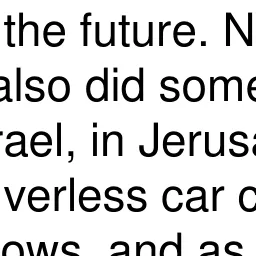 the future. N
also did some
rael, in Jerusa
verless car c
ows, and as